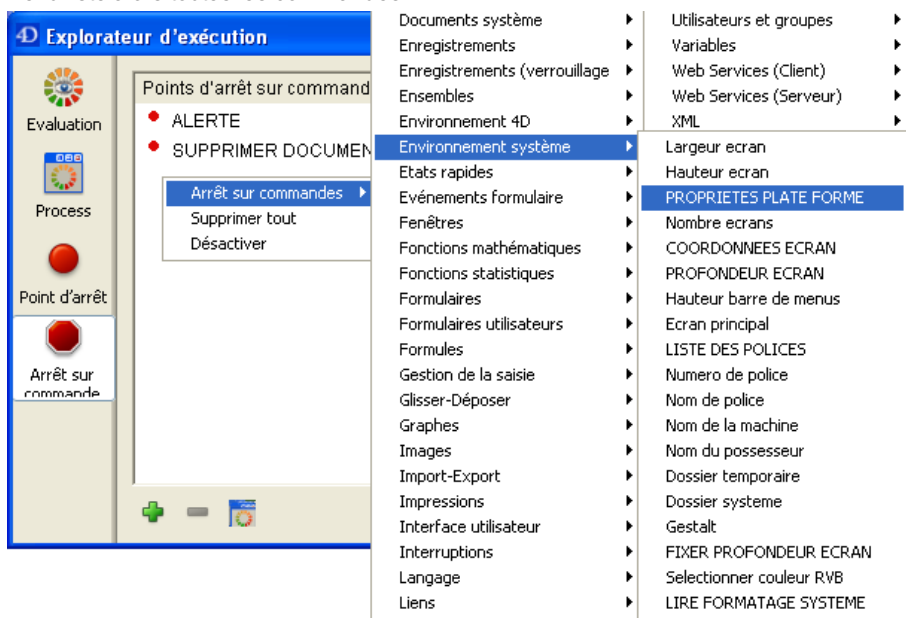 Explorateur d'exécution
Evaluation
Process
Point d'arrêt
Arrêt sur
commande
Points d'arrêt sur command
ALERTE
SUPPRIMER DOCUMEN
Arrêt sur commandes
Supprimer tout
Désactiver
Documents système
Enregistrements
Enregistrements (verrouillage
Ensembles
Environnement 4D
Environnement système
Etats rapides
Evénements formulaire
Fenêtres
Fonctions mathématiques
Fonctions statistiques
Formulaires
Formulaires utilisateurs
Formules
Gestion de la saisie
Glisser-Déposer
Graphes
Images
Import-Export
Impressions
Interface utilisateur
Interruptions
Langage
Liens
Utilisateurs et groupes
Variables
Web Services (Client)
Web Services (Serveur)
XML
Largeur ecran
Hauteur ecran
PROPRIETES PLATE FORME
Nombre ecrans
COORDONNEES ECRAN
PROFONDEUR ECRAN
Hauteur barre de menus
Ecran principal
LISTE DES POLICES
Numero de police
Nom de police
Nom de la machine
Nom du possesseur
Dossier temporaire
Dossier systeme
Gestalt
FIXER PROFONDEUR ECRAN
Selectionner couleur RVB
LIRE FORMATAGE SYSTEME